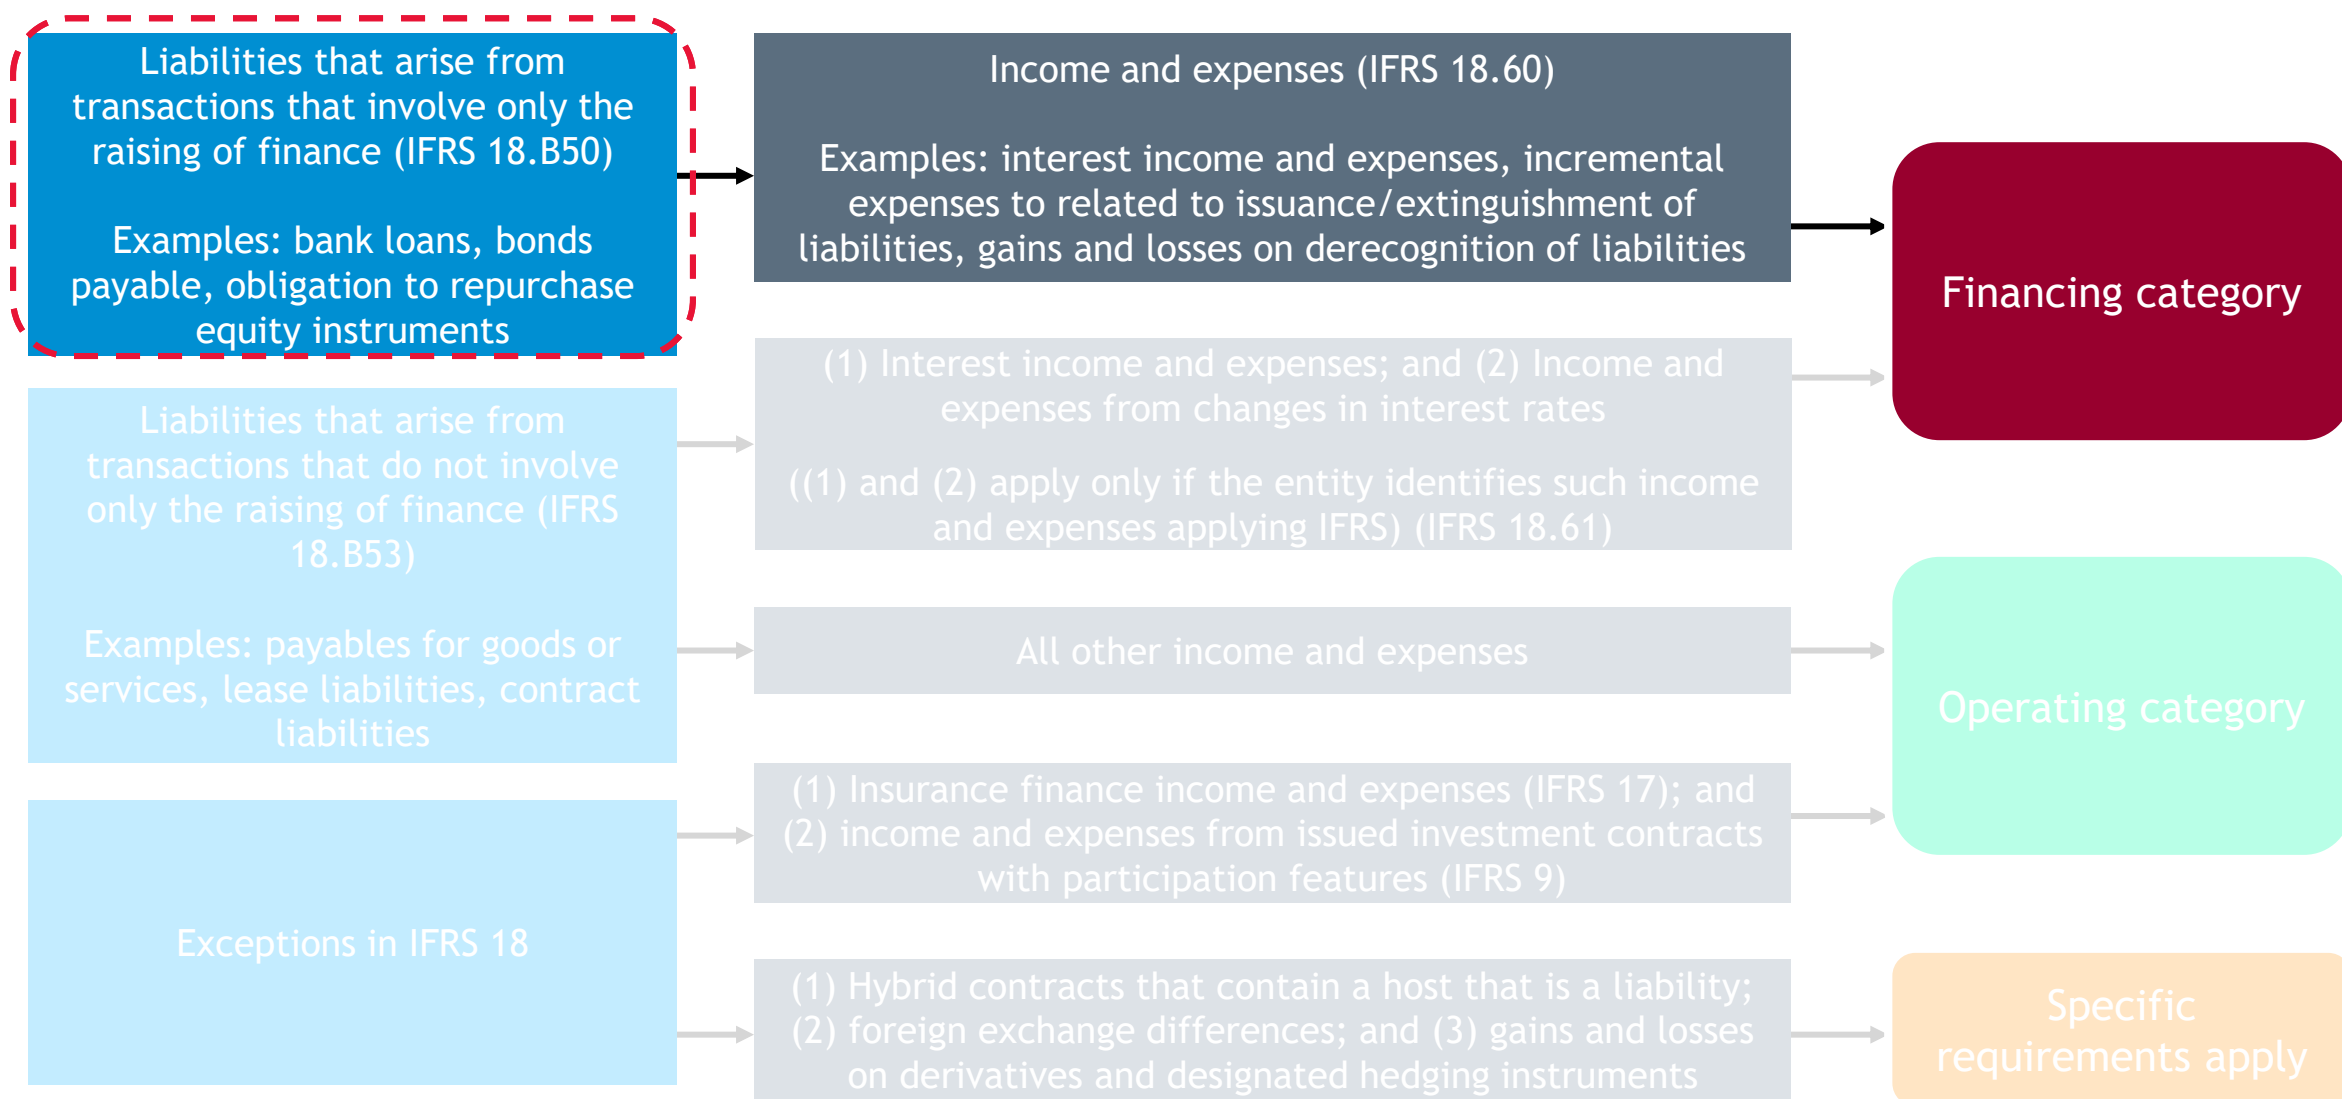 Liabilities that arise from
transactions that involve only the
raising of finance (IFRS 18.B50)
Examples: bank loans, bonds
payable, obligation to repurchase
equity instruments
Income and expenses (IFRS 18.60)
Examples: interest income and expenses, incremental
expenses to related to issuance/extinguishment of
liabilities, gains and losses on derecognition of liabilities
Financing category
Liabilities that arise from
transactions that do not involve
only the raising of finance (IFRS
18.B53)
Examples: payables for goods or
services, lease liabilities, contract
liabilities
(1) Interest income and expenses; and (2) Income and
expenses from changes in interest rates
((1) and (2) apply only if the entity identifies such income
and expenses applying IFRS) (IFRS 18.61)
All other income and expenses
Operating category
Exceptions in IFRS 18
(1) Insurance finance income and expenses (IFRS 17); and
(2) income and expenses from issued investment contracts
with participation features (IFRS 9)
(1) Hybrid contracts that contain a host that is a liability;
(2) foreign exchange differences; and (3) gains and losses
on derivatives and designated hedging instruments
Specific
requirements apply